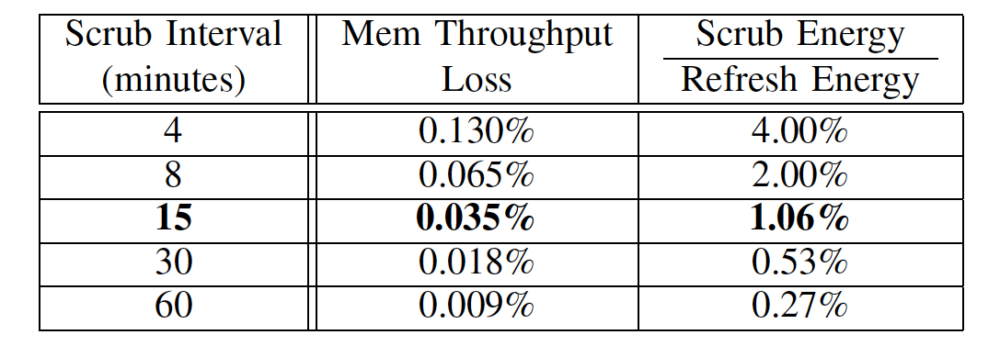 Scrub Interval Mem Throughput Scrub Energy
(minutes) Loss Refresh Energy
4 0.130% 4.00%
8 0.065% 2.00%
15 0.035% 1.06%
30 0.018% 0.53%
60 0.009% 0.27%